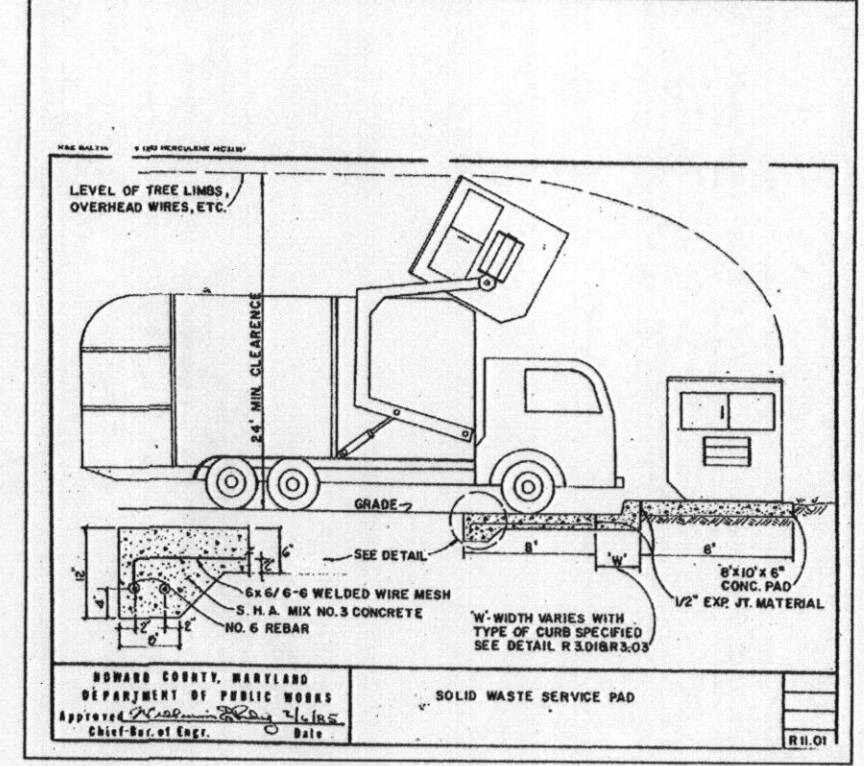 LEVEL OF TREE LIMBS,
OVERHEAD WIRES, ETC.
24' MIN. CLEARENCE
GRADE
SEE DETAIL
8'
"W"
8'
8'X10'X 6"
CONC. PAD
1/2" EXP. JT. MATERIAL
12"
4"
2"
2"
6"
2"
6x6/6-6 WELDED WIRE MESH
S.H.A. MIX NO.3 CONCRETE
NO. 6 REBAR
"W"-WIDTH VARIES WITH
TYPE OF CURB SPECIFIED
SEE DETAIL R 3.01&R3.03
HOWARD COUNTY, MARYLAND
DEPARTMENT OF PUBLIC WORKS
Approved 2/6/85
Chief-Bur. of Engr. Date
SOLID WASTE SERVICE PAD
R 11.01